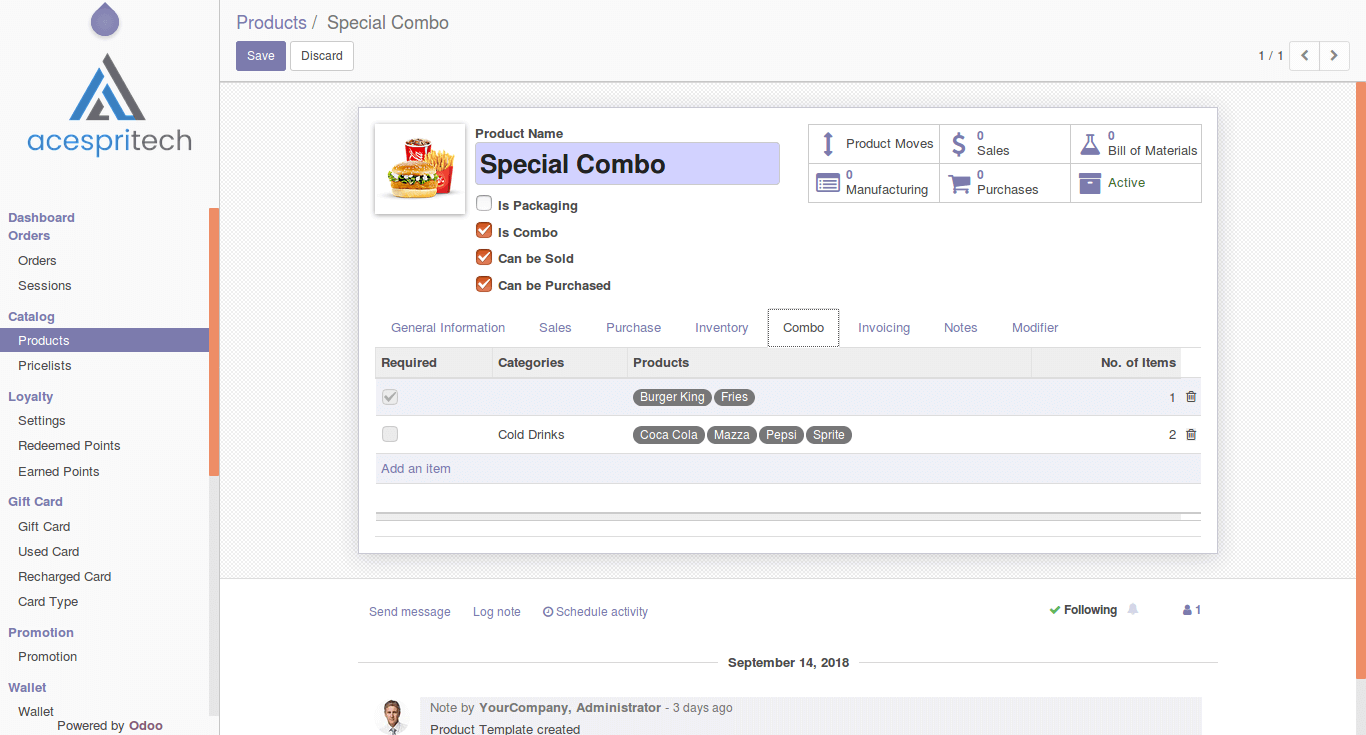 acespritech
Dashboard
Orders
Orders
Sessions
Catalog
Products
Pricelists
Loyalty
Settings
Redeemed Points
Earned Points
Gift Card
Gift Card
Used Card
Recharged Card
Card Type
Promotion
Promotion
Wallet
Wallet
Powered by Odoo
Products / Special Combo
Save Discard
1 / 1
Product Name
Special Combo
Is Packaging
Is Combo
Can be Sold
Can be Purchased
Product Moves
0
Sales
0
Bill of Materials
0
Manufacturing
0
Purchases
Active
General Information Sales Purchase Inventory Combo Invoicing Notes Modifier
Required Categories Products No. of Items
Burger King Fries 1
Cold Drinks Coca Cola Mazza Pepsi Sprite 2
Add an item
Send message Log note Schedule activity Following 1
September 14, 2018
Note by YourCompany, Administrator - 3 days ago
Product Template created